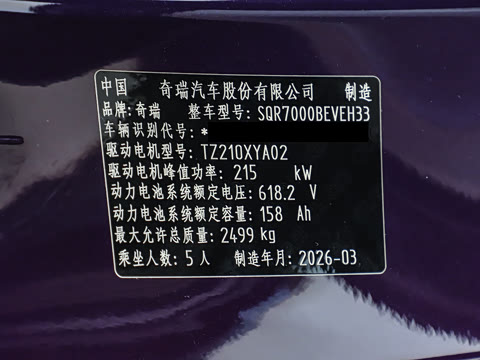 中国 奇瑞汽车股份有限公司 制造
品牌:奇瑞 整车型号:SQR7000BEVEH33
车辆识别代号:*
驱动电机型号:TZ210XYA02
驱动电机峰值功率:215 kW
动力电池系统额定电压:618.2 V
动力电池系统额定容量:158 Ah
最大允许总质量:2499 kg
乘坐人数:5人 制造年月:2026-03